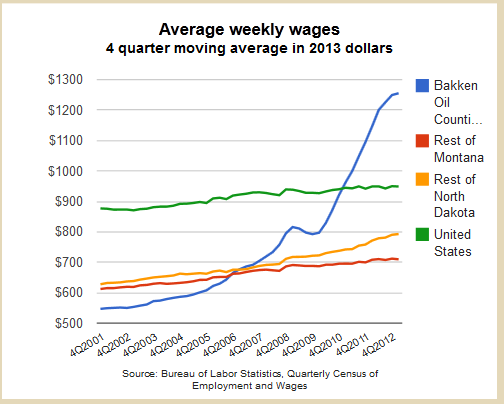 Average weekly wages
4 quarter moving average in 2013 dollars
$1300
$1200
$1100
$1000
$900
$800
$700
$600
$500
4Q2001
4Q2002
4Q2003
4Q2004
4Q2005
4Q2006
4Q2007
4Q2008
4Q2009
4Q2010
4Q2011
4Q2012
Bakken
Oil
Counti...
Rest of
Montana
Rest of
North
Dakota
United
States
Source: Bureau of Labor Statistics, Quarterly Census of
Employment and Wages